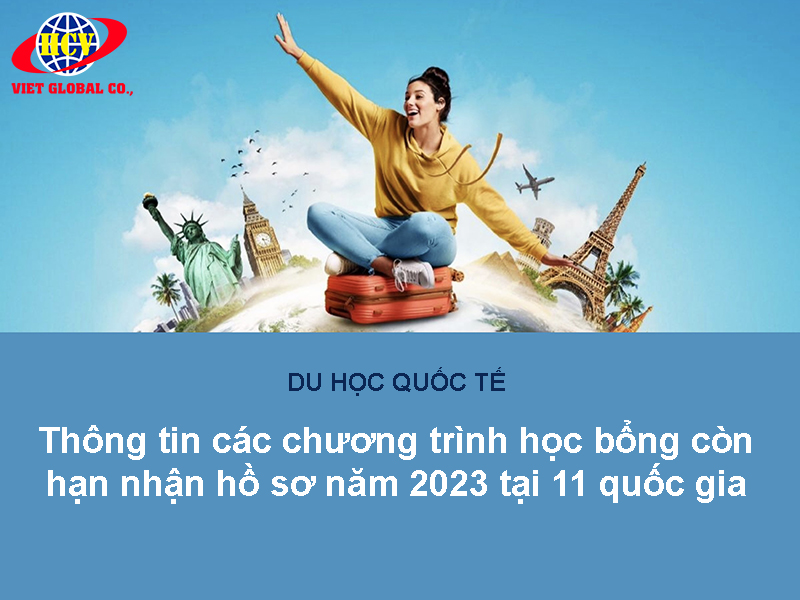 HCY
VIET GLOBAL CO.,
DU HỌC QUỐC TẾ
Thông tin các chương trình học bổng còn
hạn nhận hồ sơ năm 2023 tại 11 quốc gia